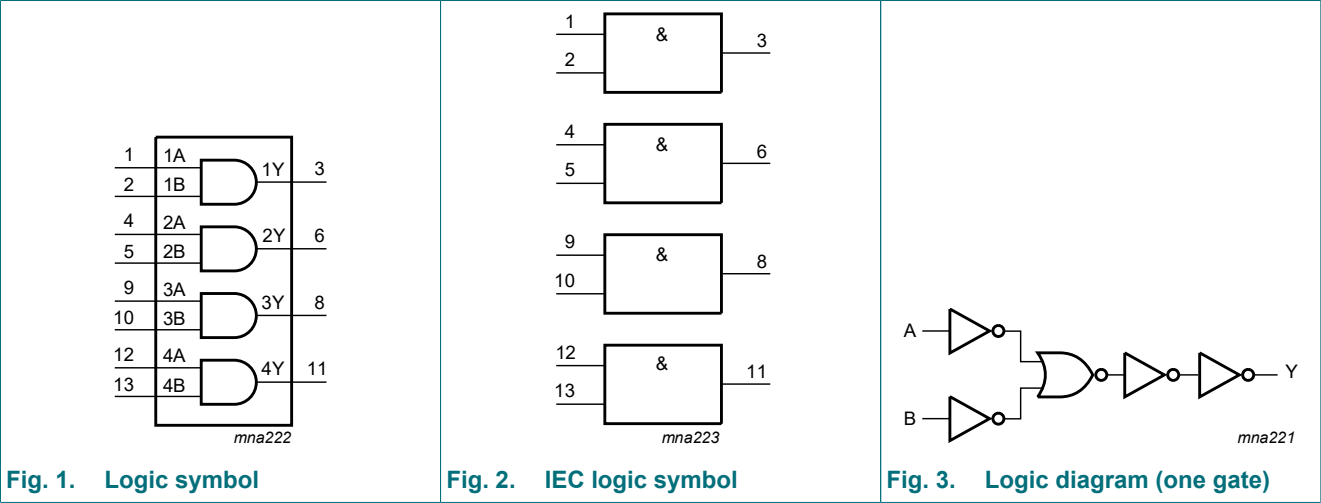 1 1A 1Y 3
2 1B
4 2A 2Y 6
5 2B
9 3A 3Y 8
10 3B
12 4A 4Y 11
13 4B
mna222
Fig. 1. Logic symbol
1 & 3
2
4 & 6
5
9 & 8
10
12 & 11
13
mna223
Fig. 2. IEC logic symbol
A
Y
B
mna221
Fig. 3. Logic diagram (one gate)